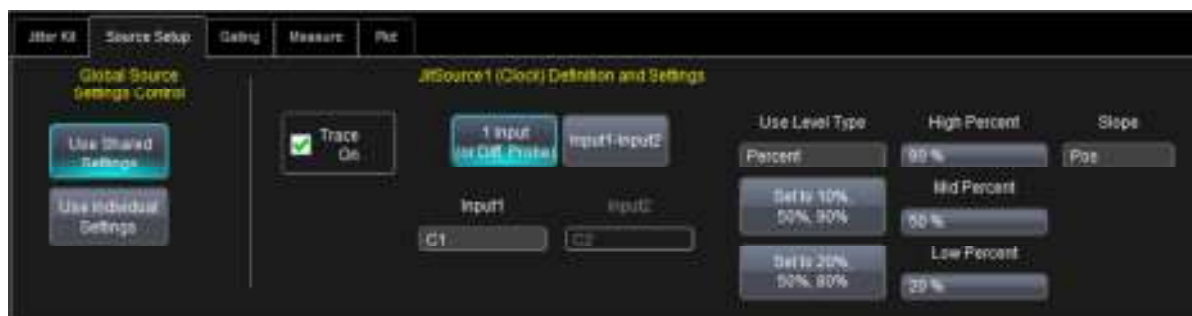 Jitter Kit Source Setup Gating Measure Plot
Global Source
Settings Control
Use Shared
Settings
Use Individual
Settings
Trace
On
JitSource1 (Clock) Definition and Settings
1 Input
(or Diff. Probe)
Input1-Input2
Input1
C1
Input2
C2
Use Level Type
Percent
Set to 10%,
50%, 90%
Set to 20%,
50%, 80%
High Percent
Mid Percent
50 %
Low Percent
20 %
Slope
Pos